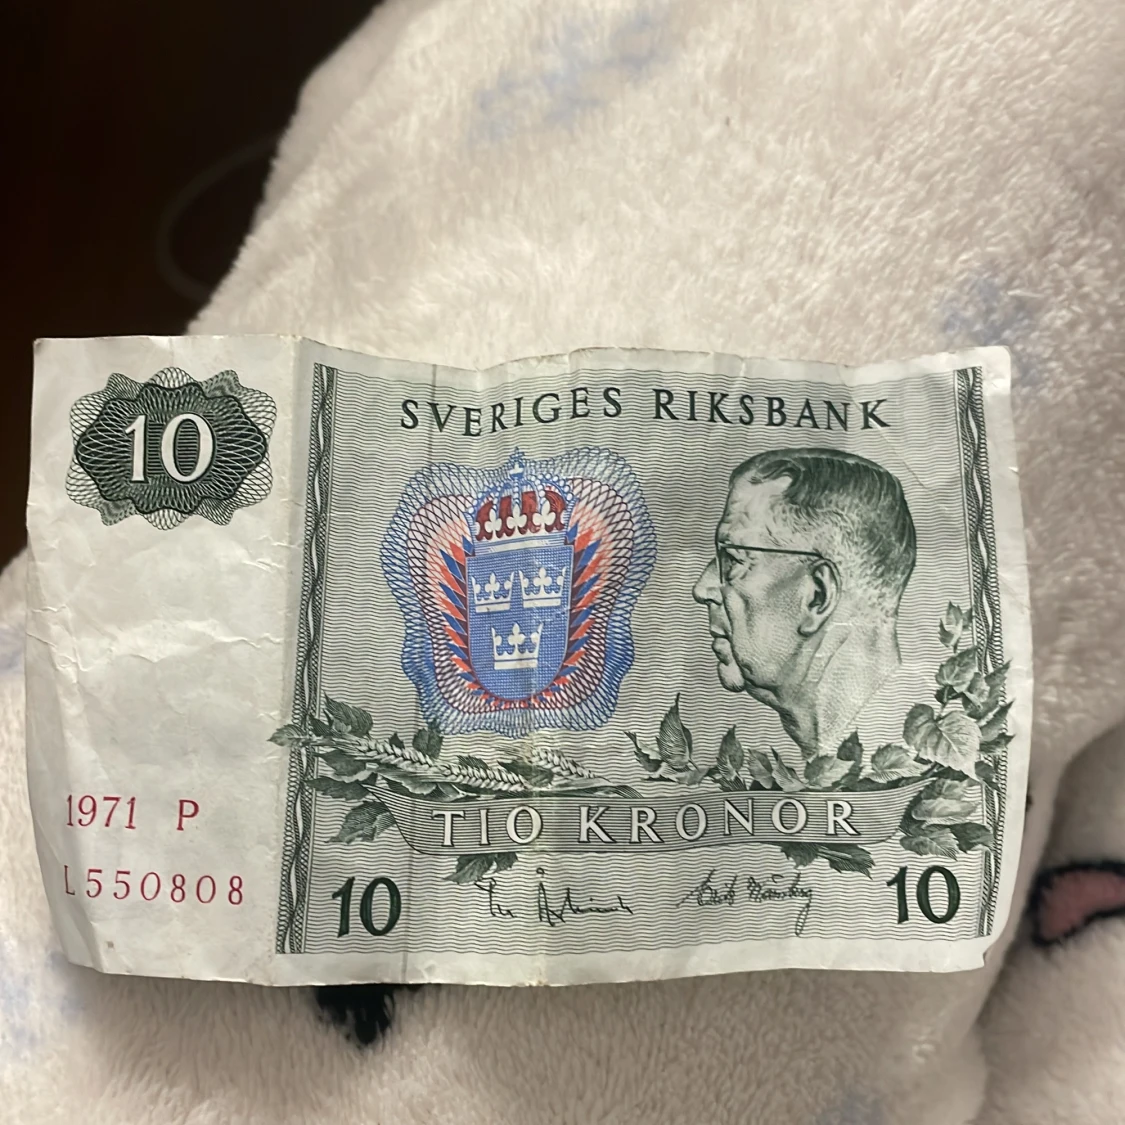 10
SVERIGES RIKSBANK
TIO KRONOR
1971 P
L550808
10
10